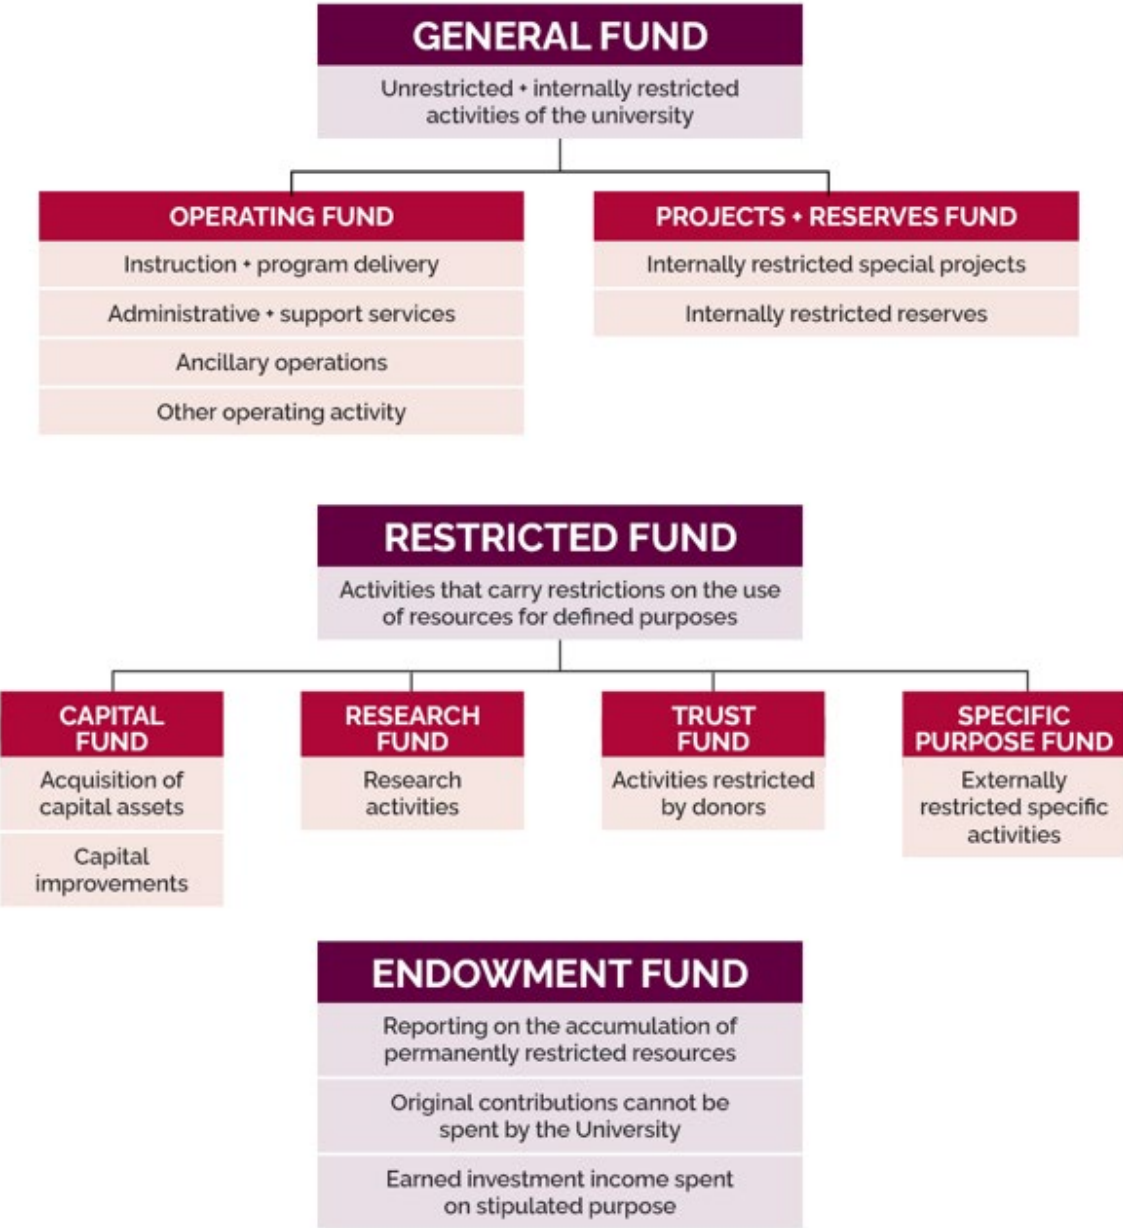 GENERAL FUND
Unrestricted + internally restricted
activities of the university
OPERATING FUND
Instruction + program delivery
Administrative + support services
Ancillary operations
Other operating activity
PROJECTS + RESERVES FUND
Internally restricted special projects
Internally restricted reserves
RESTRICTED FUND
Activities that carry restrictions on the use
of resources for defined purposes
CAPITAL
FUND
Acquisition of
capital assets
Capital
improvements
RESEARCH
FUND
Research
activities
TRUST
FUND
Activities restricted
by donors
SPECIFIC
PURPOSE FUND
Externally
restricted specific
activities
ENDOWMENT FUND
Reporting on the accumulation of
permanently restricted resources
Original contributions cannot be
spent by the University
Earned investment income spent
on stipulated purpose